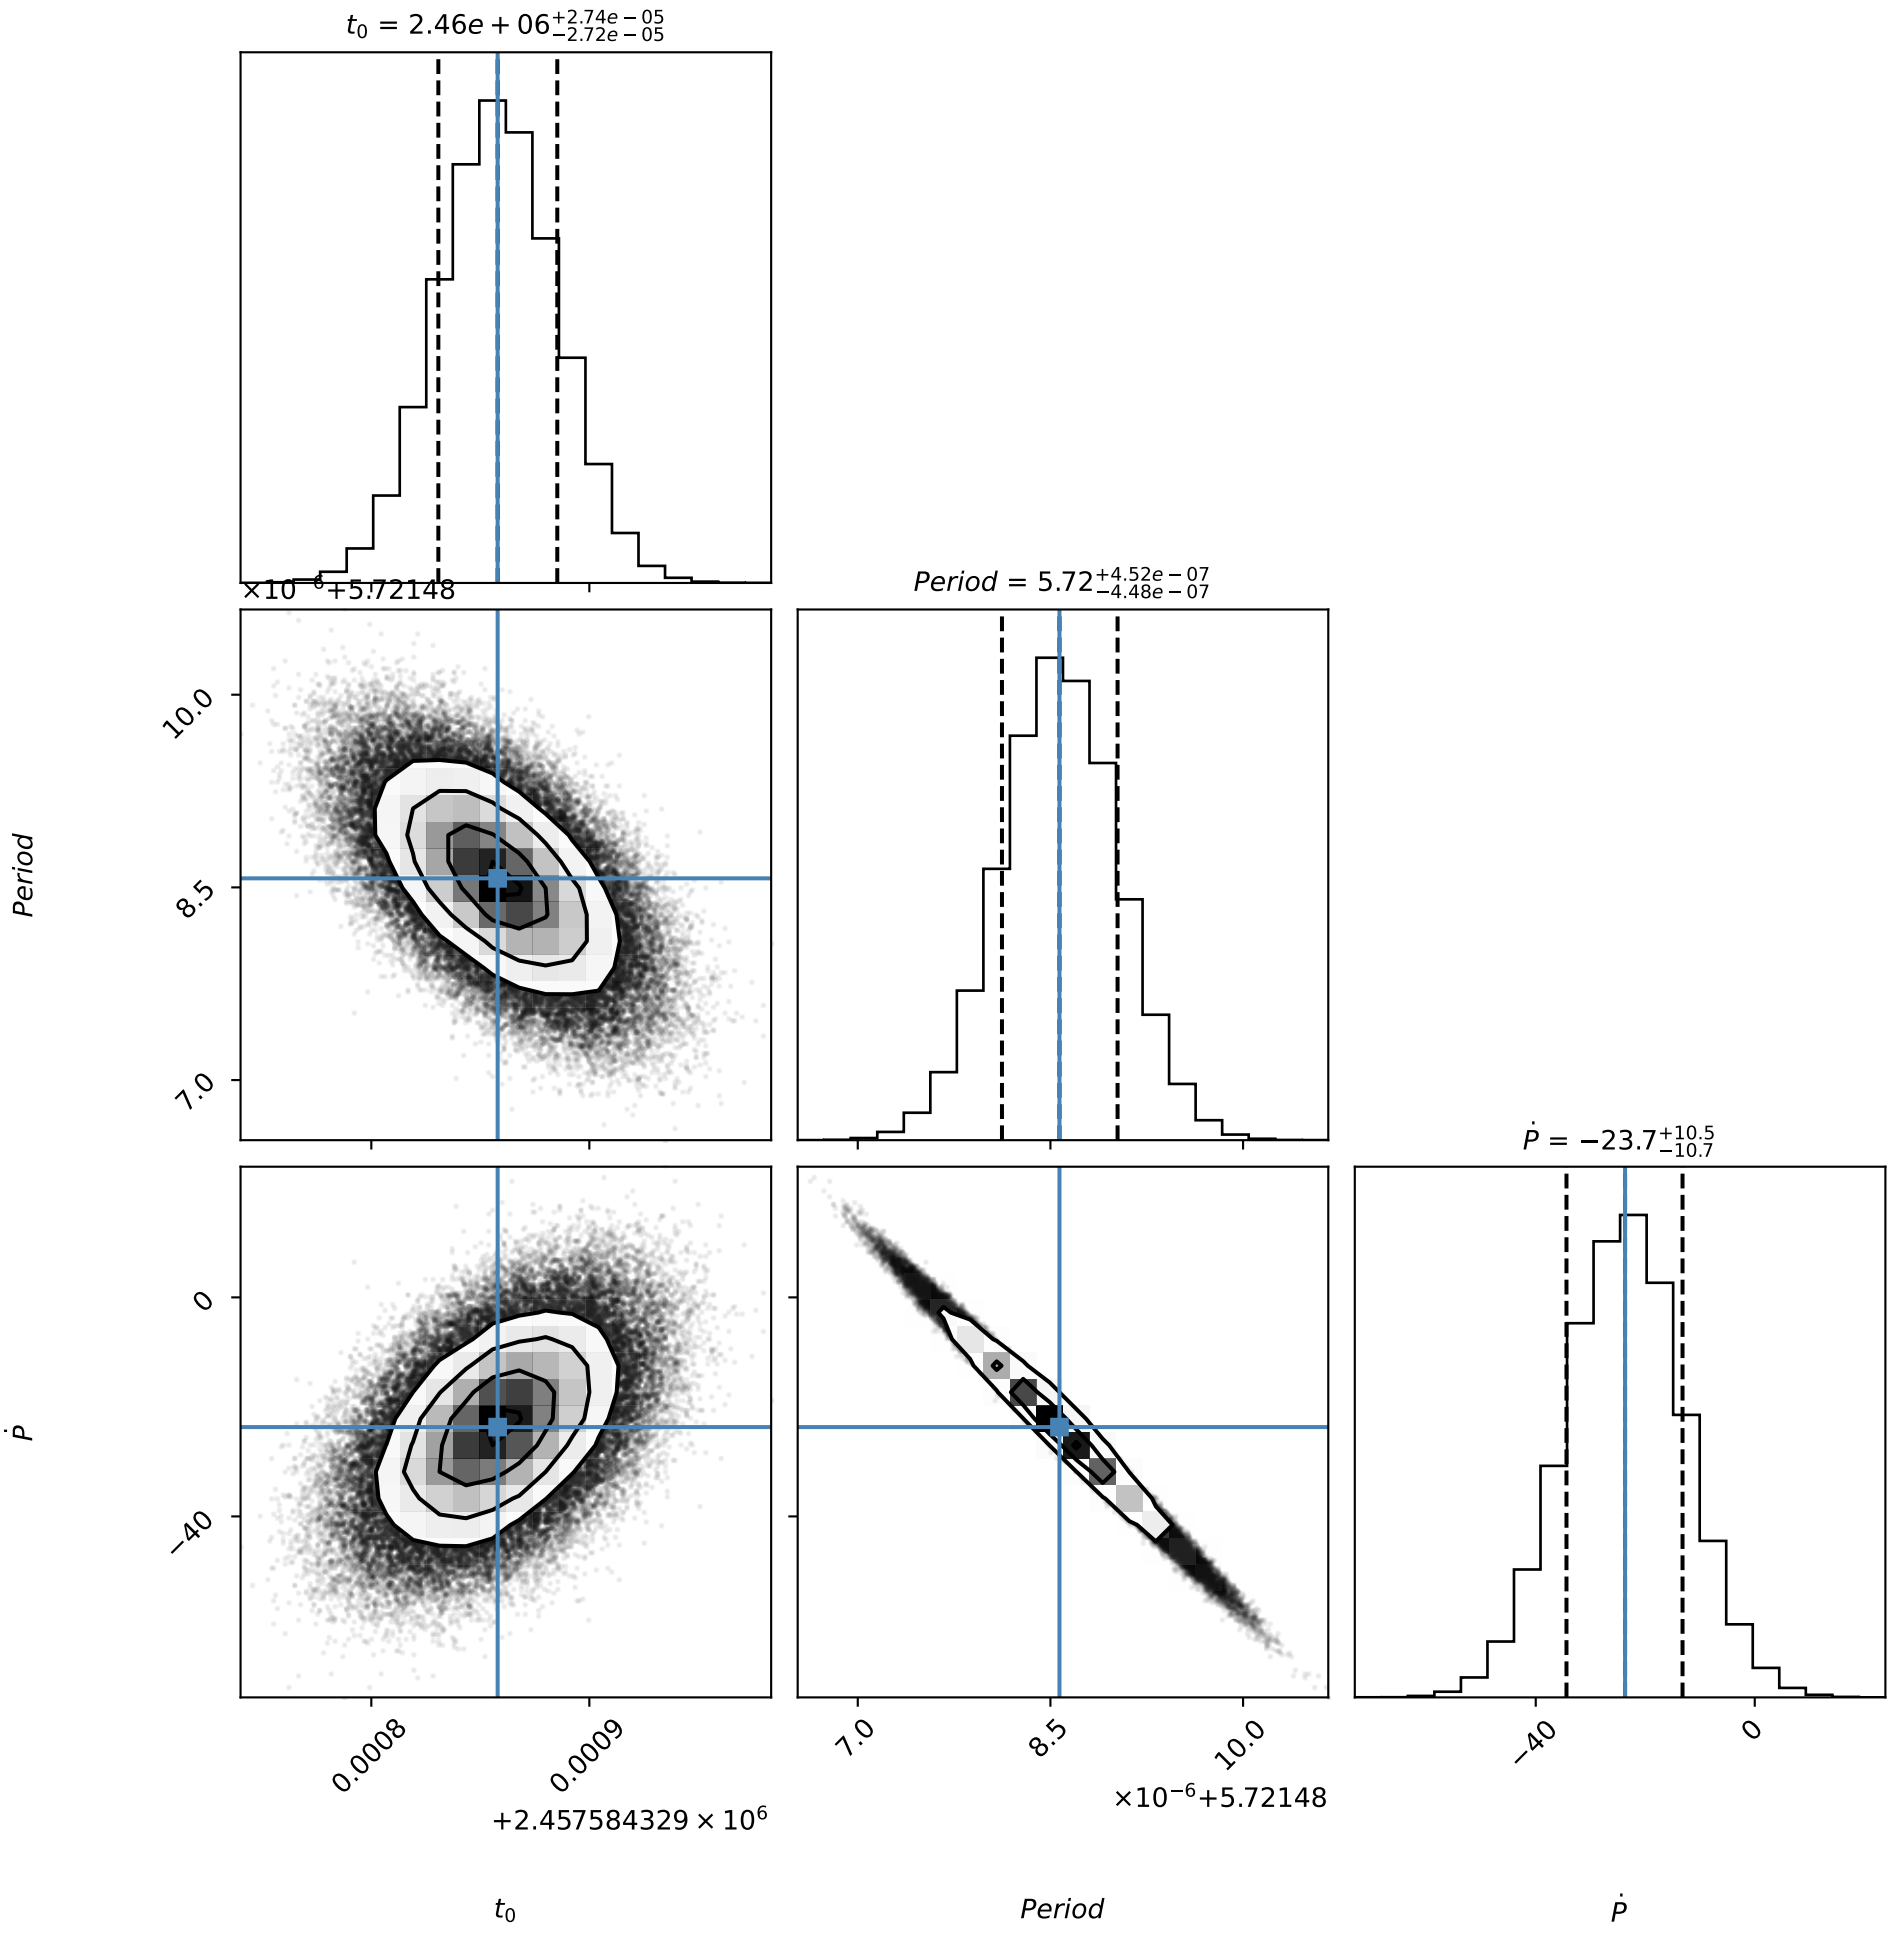 t₀ = 2.46e + 06 +2.74e − 05 −2.72e − 05
×10⁻⁶+5.72148
Period = 5.72 +4.52e − 07 −4.48e − 07
10.0
8.5
7.0
Period
Ṗ = −23.7 +10.5 −10.7
0
−40
Ṗ
0.0008 0.0009 7.0 8.5 10.0 −40 0
×10⁻⁶+5.72148
+2.457584329 × 10⁶
t₀ Period Ṗ